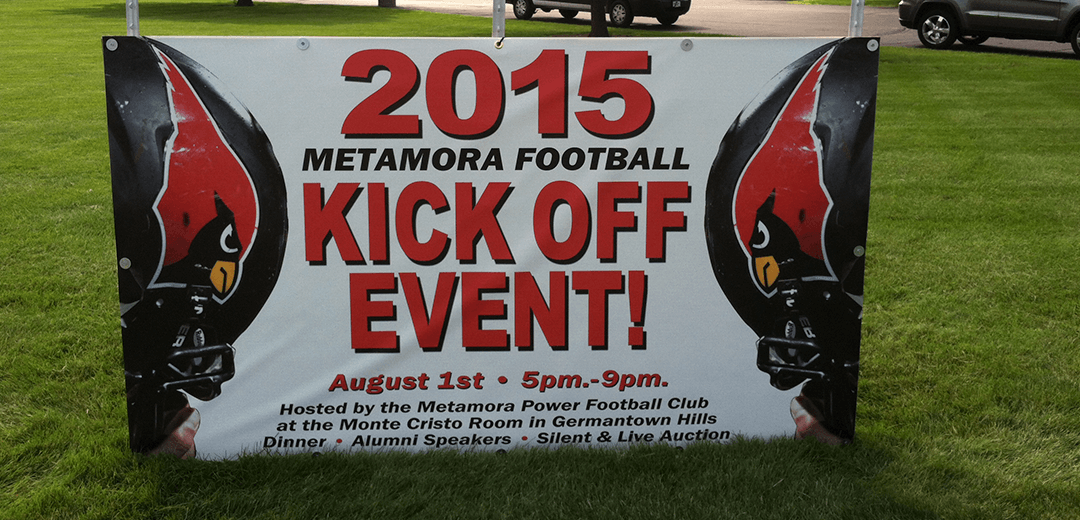 2015
METAMORA FOOTBALL
KICK OFF
EVENT!
August 1st • 5pm.-9pm.
Hosted by the Metamora Power Football Club
at the Monte Cristo Room in Germantown Hills
Dinner • Alumni Speakers • Silent & Live Auction